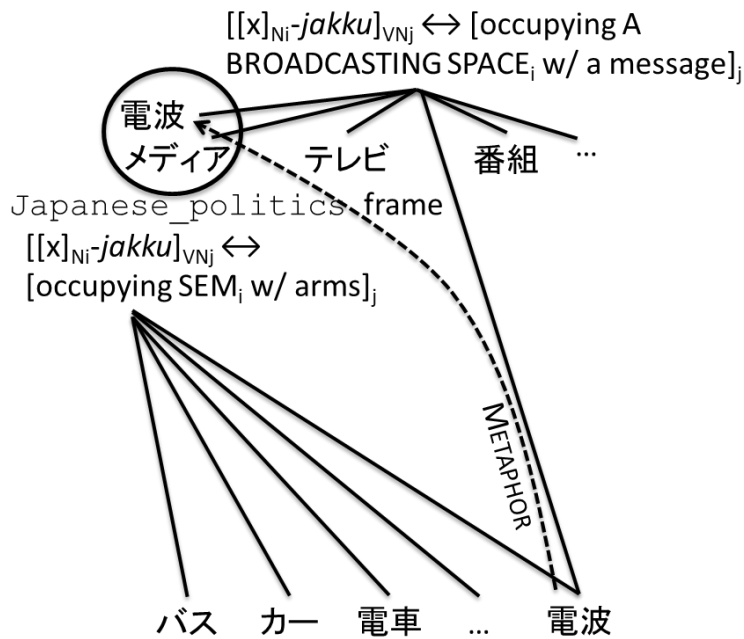 [[x]Ni-jakku]VNj ↔ [occupying A
BROADCASTING SPACEi w/ a message]j
電波
メディア テレビ 番組 ...
Japanese_politics frame
[[x]Ni-jakku]VNj ↔
[occupying SEMi w/ arms]j
METAPHOR
バス カー 電車 ... 電波